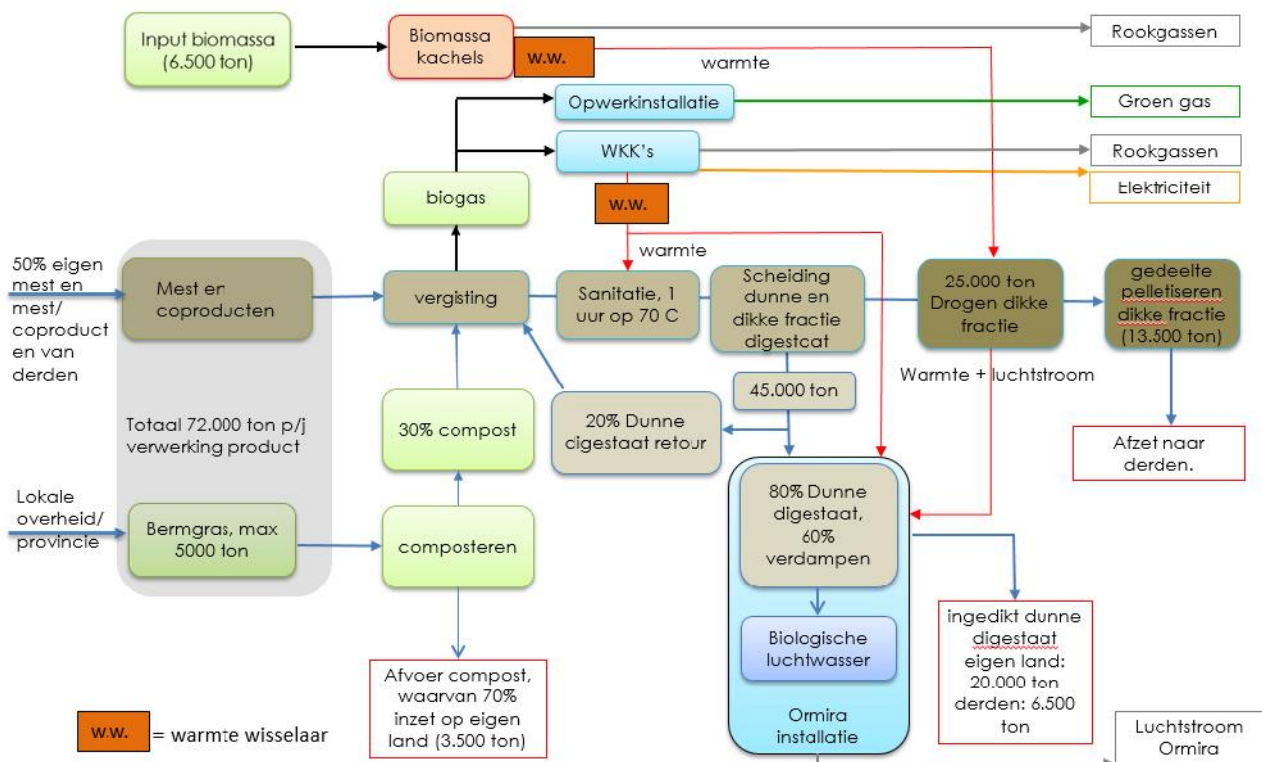 Input biomassa
(6.500 ton)
Biomassa
kachels
w.w.
warmte
Rookgassen
Opwerkinstallatie
Groen gas
WKK's
Rookgassen
Elektriciteit
biogas
w.w.
warmte
50% eigen
mest en
mest/
coproduct
en van
derden
Mest en
coproducten
vergisting
Sanitatie, 1
uur op 70 C
Scheiding
dunne en
dikke fractie
digestcat
25.000 ton
Drogen dikke
fractie
gedeelte
pelletiseren
dikke fractie
(13.500 ton)
Warmte + luchtstroom
45.000 ton
Totaal 72.000 ton p/j
verwerking product
30% compost
20% Dunne
cigestaat retour
Afzet naar
derden.
Lokale
overheid/
provincie
Bermgras, max
5000 ton
composteren
80% Dunne
digestaat,
60%
verdampen
Biologische
luchtwasser
Ormira
installatie
ingedikt dunne
digestaat
eigen land:
20.000 ton
derden: 6.500
ton
Afvoer compost,
waarvan 70%
inzet op eigen
land (3.500 ton)
w.w. = warmte wisselaar
Luchtstroom
Ormira